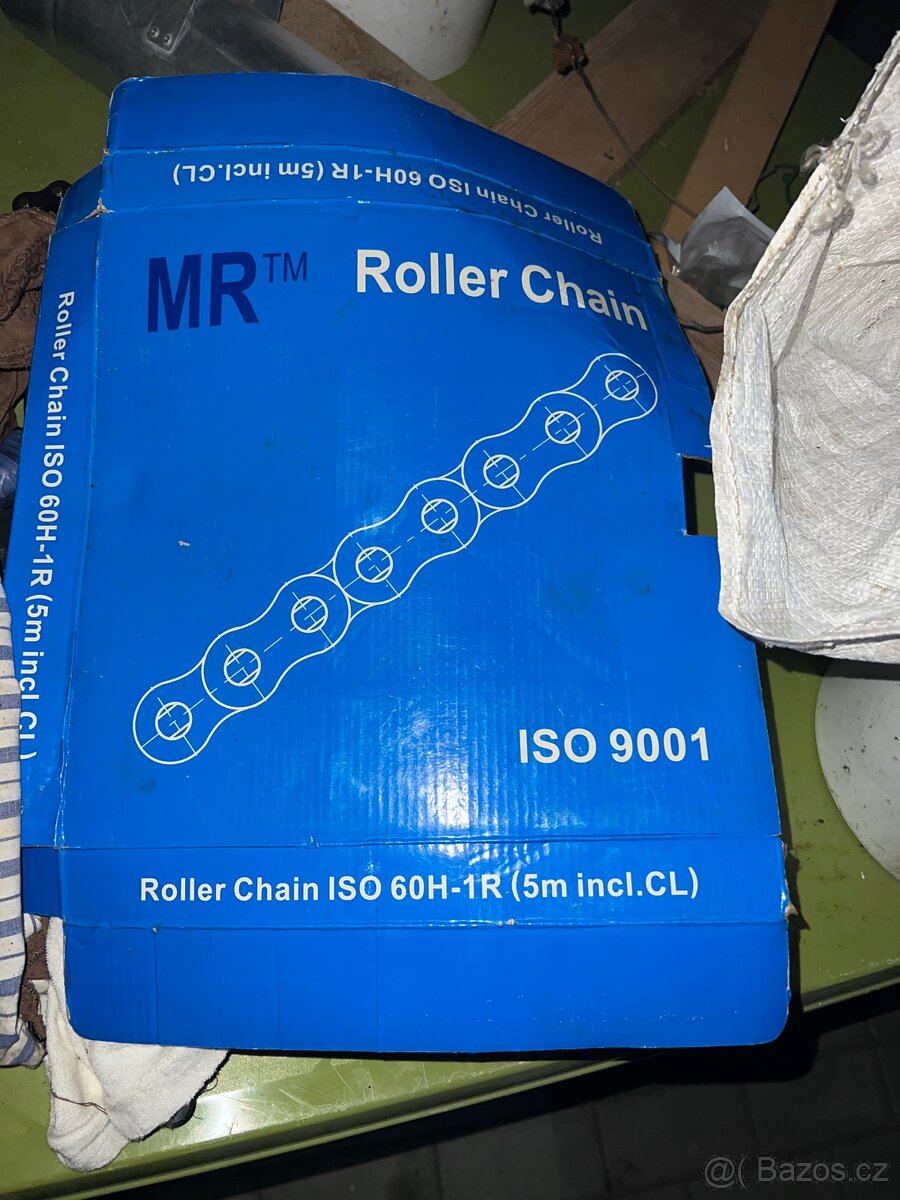 Roller Chain ISO 60H-1R (5m incl.CL)
MR™ Roller Chain
Roller Chain ISO 60H-1R (5m incl.CL)
ISO 9001
Roller Chain ISO 60H-1R (5m incl.CL)
@( Bazos.cz